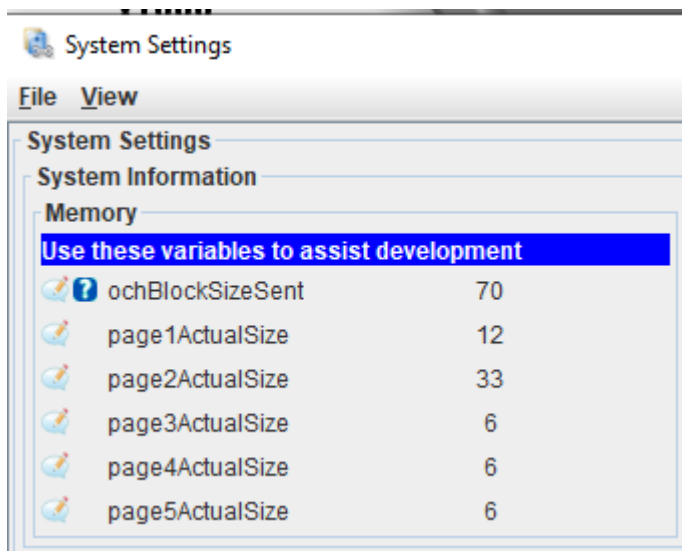 System Settings
File View
System Settings
System Information
Memory
Use these variables to assist development
? ochBlockSizeSent 70
page1ActualSize 12
page2ActualSize 33
page3ActualSize 6
page4ActualSize 6
page5ActualSize 6